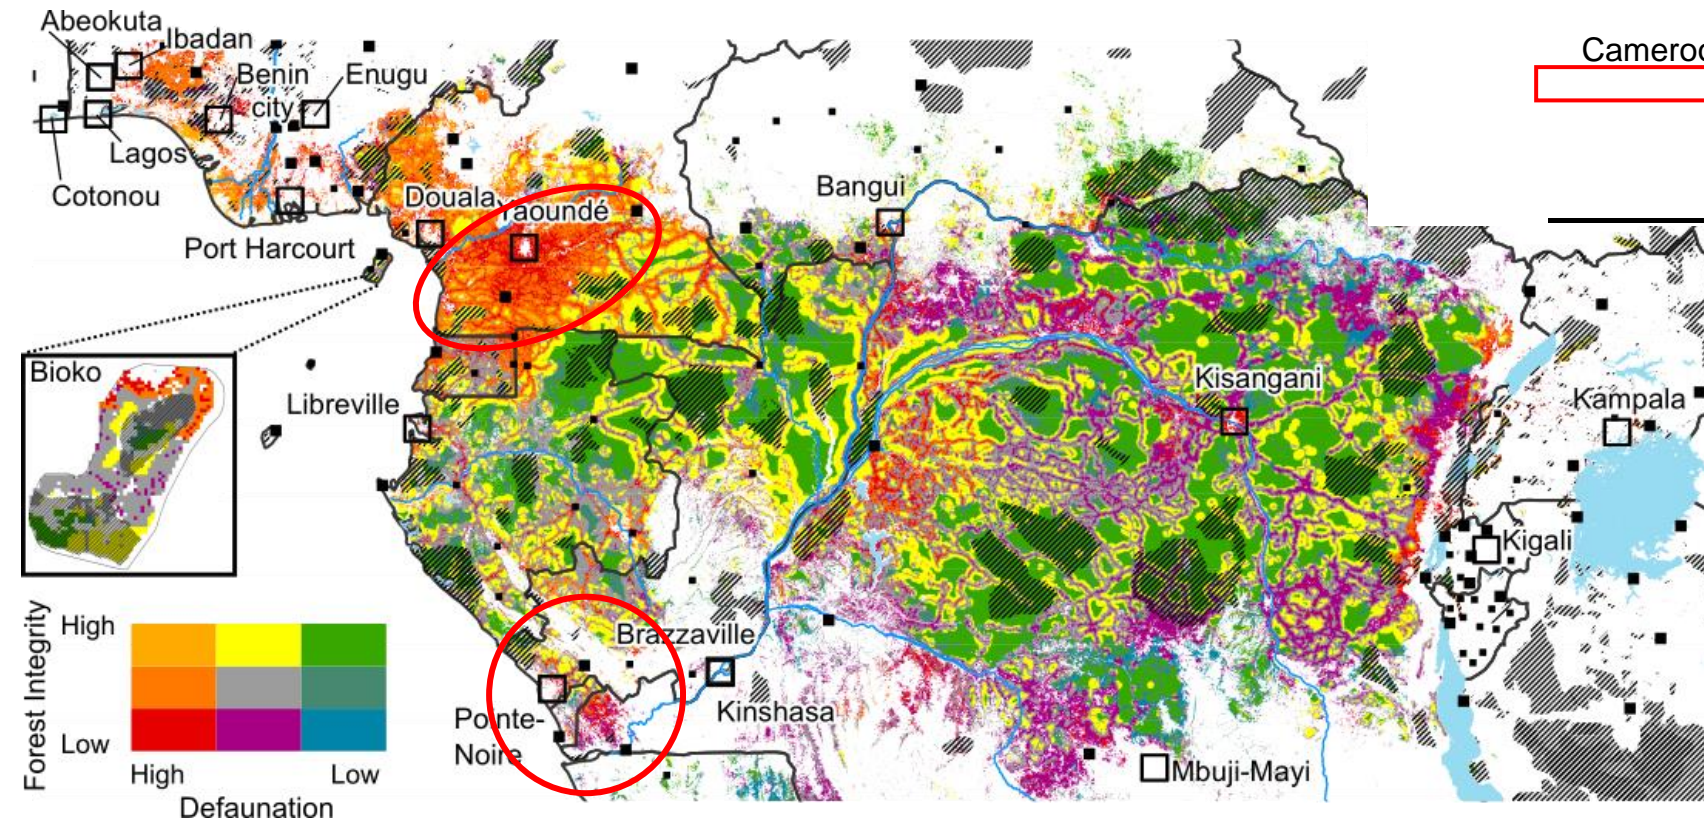 Abeokuta
Ibadan
Benin
city
Enugu
Lagos
Cotonou
Port Harcourt
Douala
Yaoundé
Bangui
Bioko
Libreville
Kisangani
Kampala
Kigali
Brazzaville
Pointe-
Noire
Kinshasa
Mbuji-Mayi
Forest Integrity
High
Low
High
Low
Defaunation